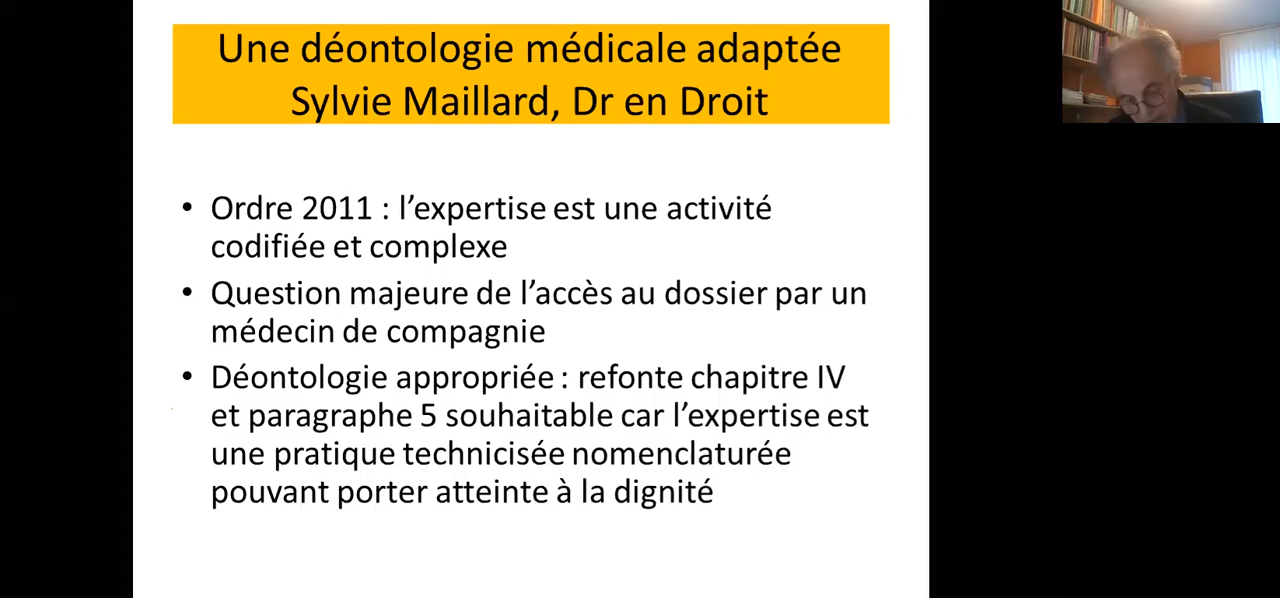 Une déontologie médicale adaptée
Sylvie Maillard, Dr en Droit
• Ordre 2011 : l’expertise est une activité
codifiée et complexe
• Question majeure de l’accès au dossier par un
médecin de compagnie
• Déontologie appropriée : refonte chapitre IV
et paragraphe 5 souhaitable car l’expertise est
une pratique technicisée nomenclaturée
pouvant porter atteinte à la dignité